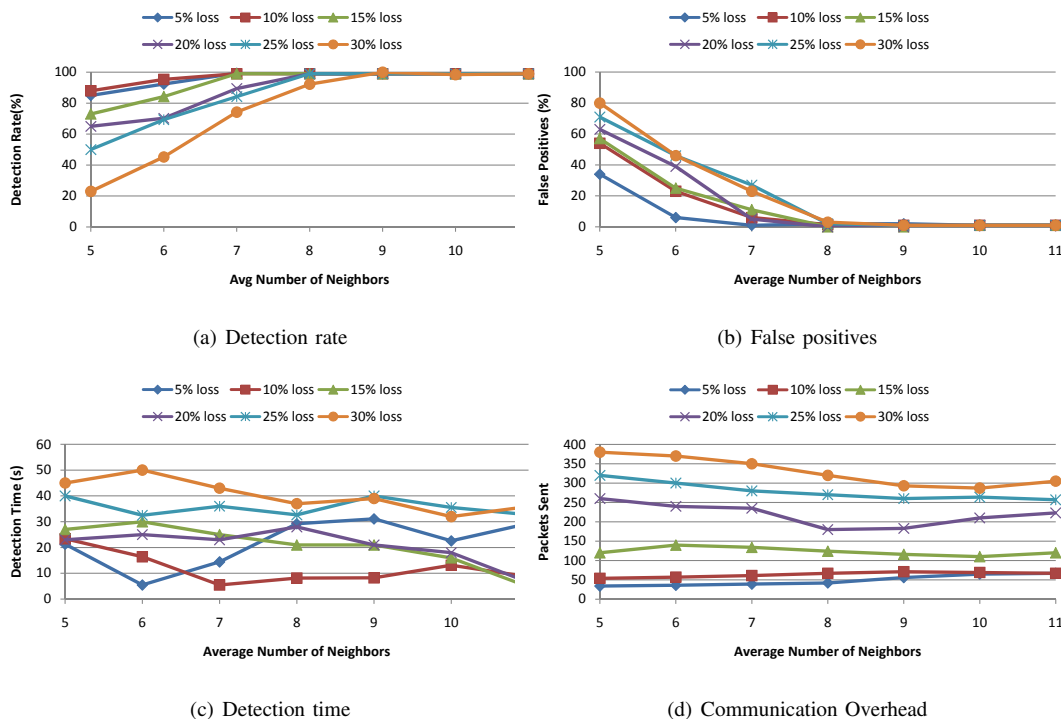 5% loss 10% loss 15% loss
20% loss 25% loss 30% loss
Detection Rate(%)
100
80
60
40
20
0
5 6 7 8 9 10
Avg Number of Neighbors
(a) Detection rate
5% loss 10% loss 15% loss
20% loss 25% loss 30% loss
False Positives (%)
100
80
60
40
20
0
5 6 7 8 9 10 11
Average Number of Neighbors
(b) False positives
5% loss 10% loss 15% loss
20% loss 25% loss 30% loss
Detection Time (s)
60
50
40
30
20
10
0
5 6 7 8 9 10
Average Number of Neighbors
(c) Detection time
5% loss 10% loss 15% loss
20% loss 25% loss 30% loss
Packets Sent
400
350
300
250
200
150
100
50
0
5 6 7 8 9 10 11
Average Number of Neighbors
(d) Communication Overhead